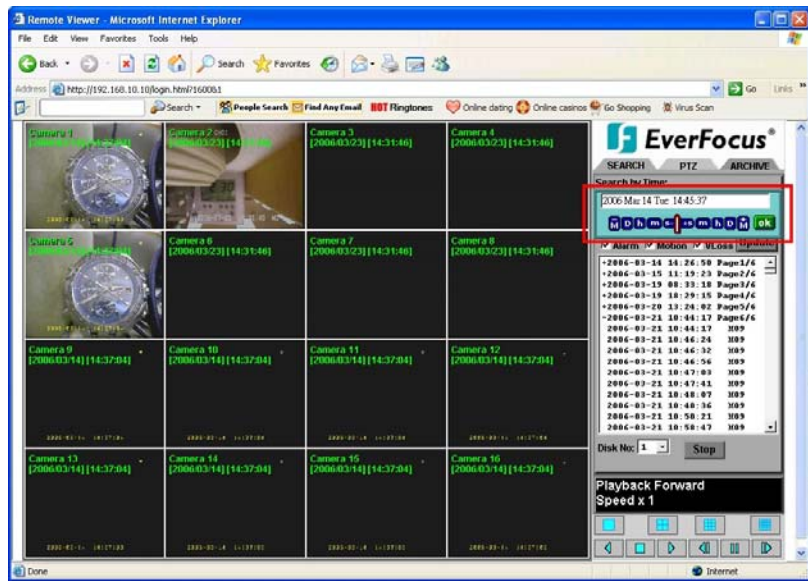 Remote Viewer - Microsoft Internet Explorer
File Edit View Favorites Tools Help
Back Search Favorites
Address http://192.168.10.10/login.html?1600&1 Go Links »
Search People Search Find Any Email HOT Ringtones Online dating Online casinos Go Shopping Virus Scan
Camera 1
Camera 2
Camera 3
[2006/03/23] [14:31:46]
Camera 4
[2006/03/23] [14:31:46]
Camera 5
Camera 6
[2006/03/23] [14:31:46]
Camera 7
[2006/03/23] [14:31:46]
Camera 8
[2006/03/23] [14:31:46]
Camera 9
[2006/03/14] [14:37:04]
Camera 10
[2006/03/14] [14:37:04]
Camera 11
[2006/03/14] [14:37:04]
Camera 12
[2006/03/14] [14:37:04]
Camera 13
[2006/03/14] [14:37:04]
Camera 14
[2006/03/14] [14:37:04]
Camera 15
[2006/03/14] [14:37:04]
Camera 16
[2006/03/14] [14:37:04]
EverFocus®
SEARCH PTZ ARCHIVE
Search by Time:
2006 Mar 14 Tue 14:45:37
M D h m s s m h D M ok
Alarm Motion VLoss Update
+2006-03-14 14:26:50 Page1/6
+2006-03-15 11:19:23 Page2/6
+2006-03-19 08:33:18 Page3/6
+2006-03-19 18:29:15 Page4/6
+2006-03-20 13:24:02 Page5/6
-2006-03-21 10:44:17 Page6/6
2006-03-21 10:44:17 M09
2006-03-21 10:46:24 M09
2006-03-21 10:46:32 M09
2006-03-21 10:46:56 M09
2006-03-21 10:47:03 M09
2006-03-21 10:47:41 M09
2006-03-21 10:48:07 M09
2006-03-21 10:48:36 M09
2006-03-21 10:50:21 M09
2006-03-21 10:50:47 M09
Disk No: 1 Stop
Playback Forward
Speed x 1
Done Internet